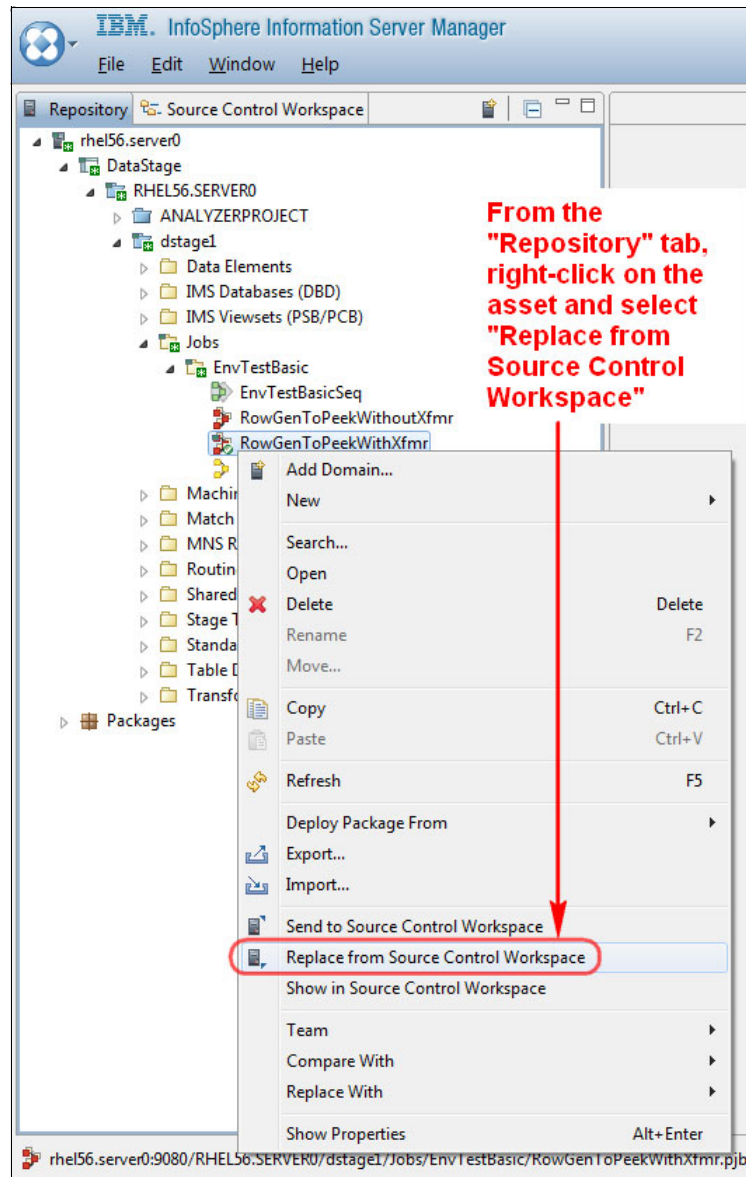 IBM. InfoSphere Information Server Manager
File Edit Window Help
Repository Source Control Workspace
rhel56.server0
DataStage
RHEL56.SERVER0
ANALYZERPROJECT
dstage1
Data Elements
IMS Databases (DBD)
IMS Viewsets (PSB/PCB)
Jobs
EnvTestBasic
EnvTestBasicSeq
RowGenToPeekWithoutXfmr
RowGenToPeekWithXfmr
Machin
Match
MNS R
Routin
Shared
Stage T
Standa
Table D
Transfo
Packages
From the
"Repository" tab,
right-click on the
asset and select
"Replace from
Source Control
Workspace"
Add Domain...
New
Search...
Open
Delete Delete
Rename F2
Move...
Copy Ctrl+C
Paste Ctrl+V
Refresh F5
Deploy Package From
Export...
Import...
Send to Source Control Workspace
Replace from Source Control Workspace
Show in Source Control Workspace
Team
Compare With
Replace With
Show Properties Alt+Enter
rhel56.server0:9080/RHEL56.SERVER0/dstage1/Jobs/EnvTestBasic/RowGenToPeekWithXfmr.pjb